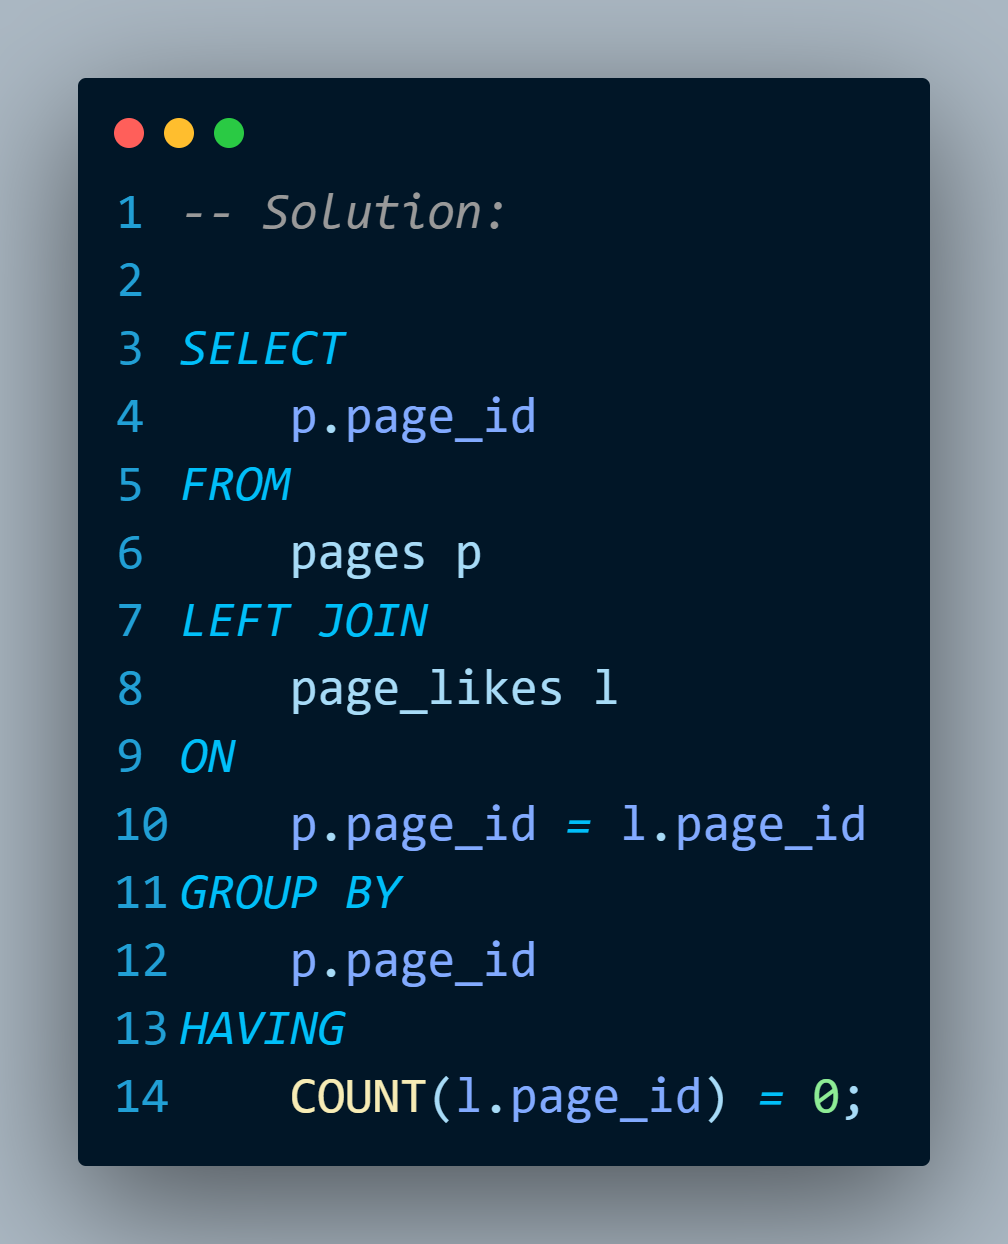 1 -- Solution:
2
3 SELECT
4     p.page_id
5 FROM
6     pages p
7 LEFT JOIN
8     page_likes l
9 ON
10     p.page_id = l.page_id
11 GROUP BY
12     p.page_id
13 HAVING
14     COUNT(l.page_id) = 0;